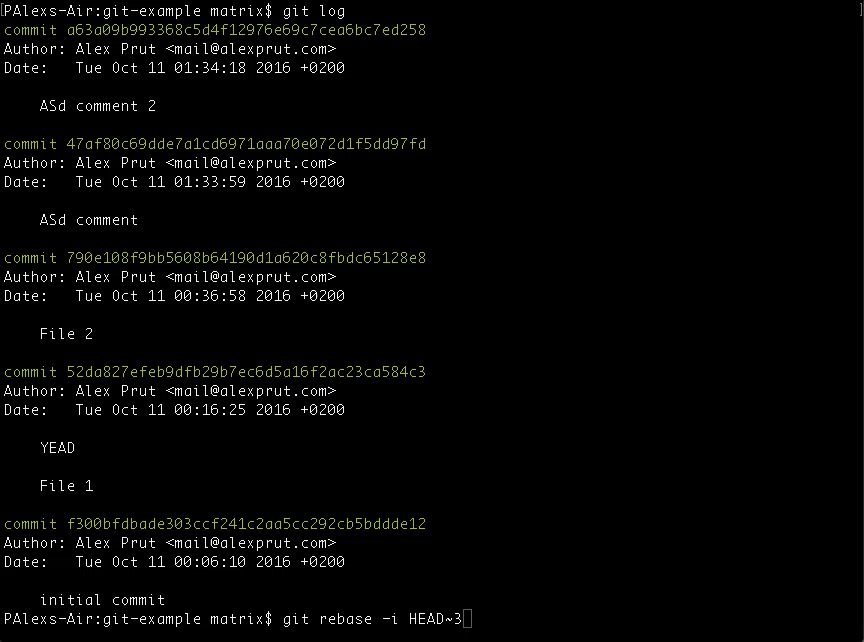 [PAlexs-Air:git-example matrix$ git log ]
commit a63a09b993368c5d4f12976e69c7cea6bc7ed258
Author: Alex Prut <mail@alexprut.com>
Date:   Tue Oct 11 01:34:18 2016 +0200
ASd comment 2
commit 47af80c69dde7a1cd6971aaa70e072d1f5dd97fd
Author: Alex Prut <mail@alexprut.com>
Date:   Tue Oct 11 01:33:59 2016 +0200
ASd comment
commit 790e108f9bb5608b64190d1a620c8fbdc65128e8
Author: Alex Prut <mail@alexprut.com>
Date:   Tue Oct 11 00:36:58 2016 +0200
File 2
commit 52da827efeb9dfb29b7ec6d5a16f2ac23ca584c3
Author: Alex Prut <mail@alexprut.com>
Date:   Tue Oct 11 00:16:25 2016 +0200
YEAD
File 1
commit f300bfdbade303ccf241c2aa5cc292cb5bddde12
Author: Alex Prut <mail@alexprut.com>
Date:   Tue Oct 11 00:06:10 2016 +0200
initial commit
PAlexs-Air:git-example matrix$ git rebase -i HEAD~3